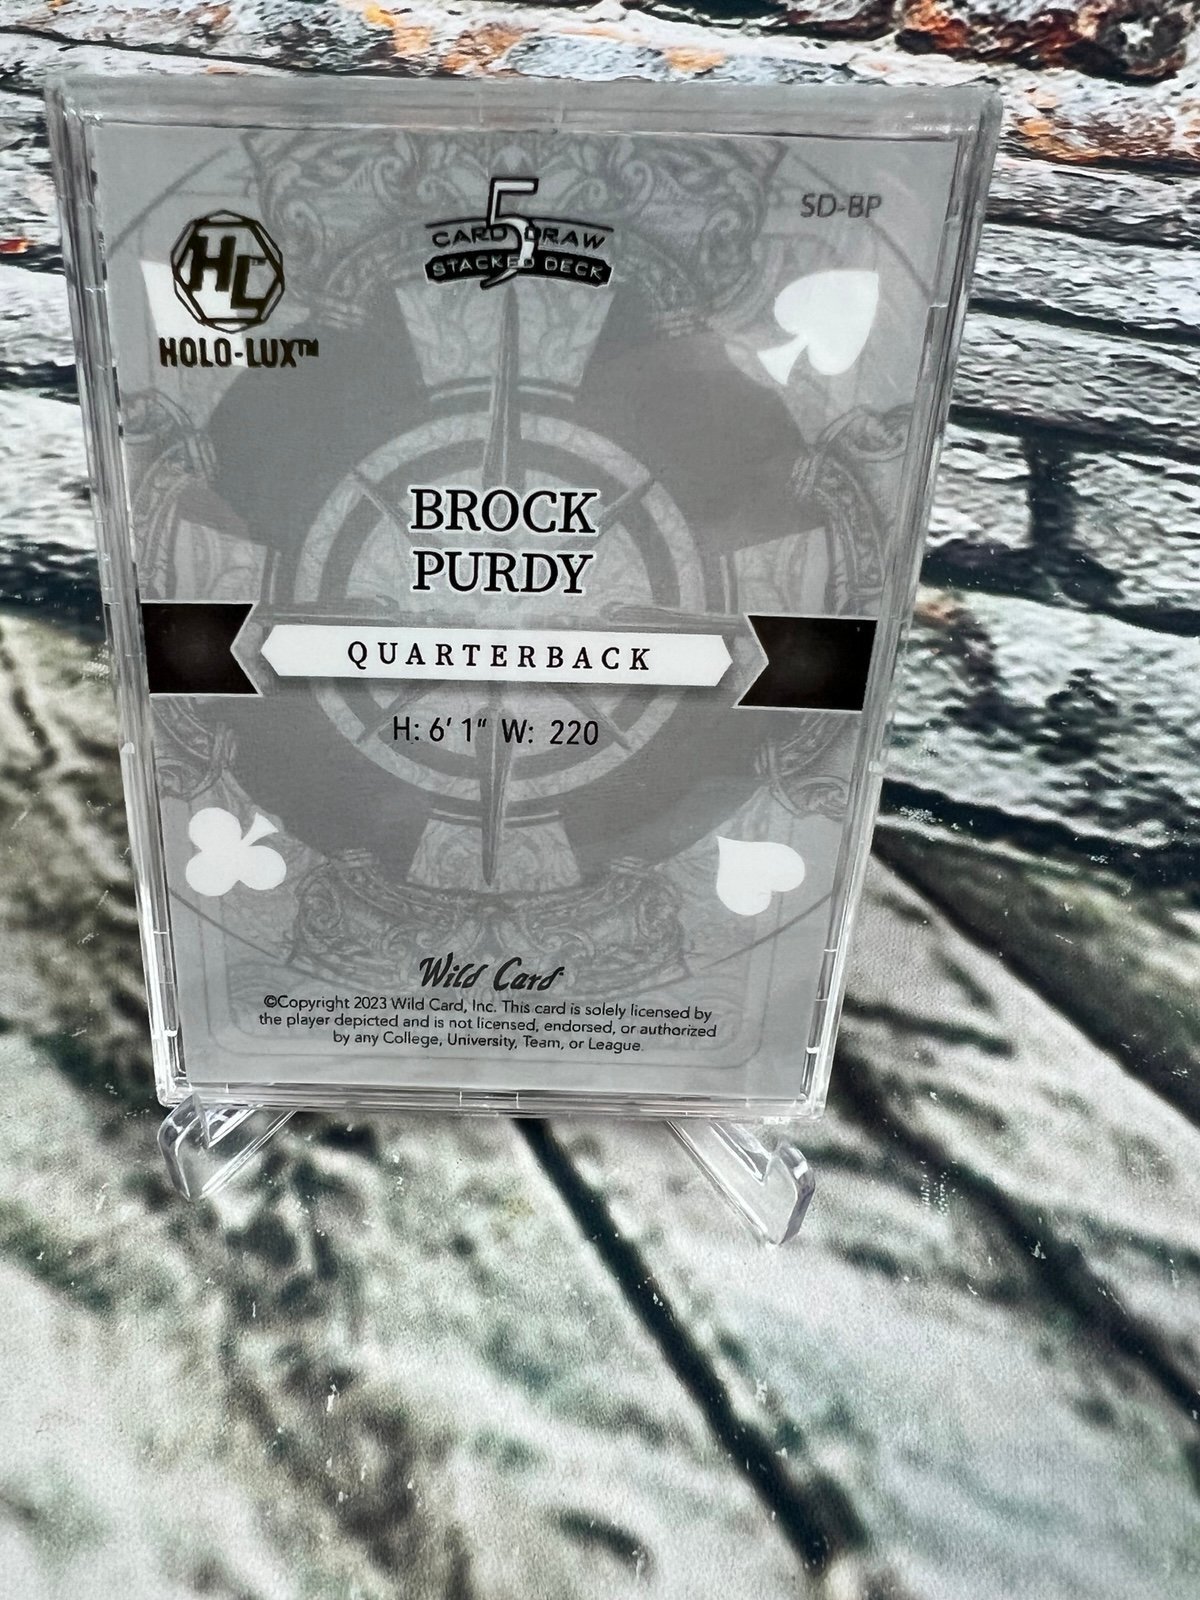 SD-BP
5
CARD DRAW
STACKED DECK
HL
HOLO-LUX™
BROCK
PURDY
QUARTERBACK
H: 6' 1" W: 220
Wild Card
©Copyright 2023 Wild Card, Inc. This card is solely licensed by
the player depicted and is not licensed, endorsed, or authorized
by any College, University, Team, or League.